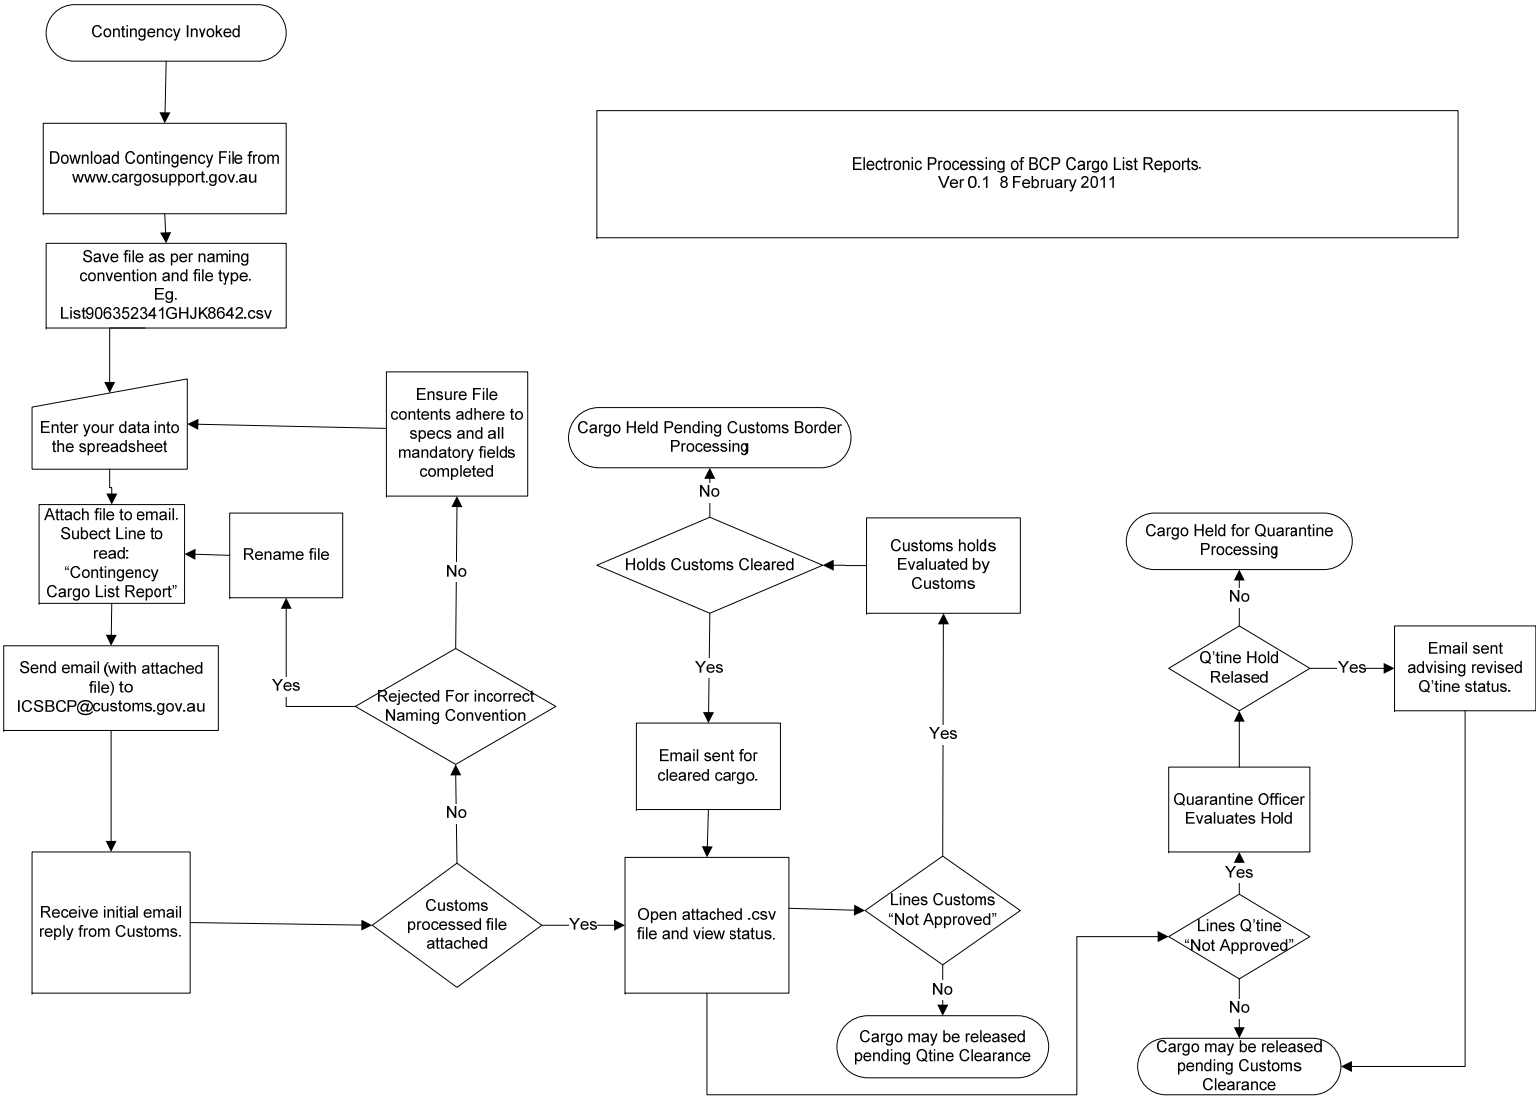 Contingency Invoked
Download Contingency File from
www.cargosupport.gov.au
Electronic Processing of BCP Cargo List Reports.
Ver 0.1 8 February 2011
Save file as per naming
convention and file type.
Eg.
List906352341GHJK8642.csv
Enter your data into
the spreadsheet
Ensure File
contents adhere to
specs and all
mandatory fields
completed
Attach file to email.
Subect Line to
read:
“Contingency
Cargo List Report”
Rename file
No
Send email (with attached
file) to
ICSBCP@customs.gov.au
Yes
Rejected For incorrect
Naming Convention
No
Receive initial email
reply from Customs.
Customs
processed file
attached
Yes
Cargo Held Pending Customs Border
Processing
No
Holds Customs Cleared
Customs holds
Evaluated by
Customs
Yes
Yes
Email sent for
cleared cargo.
Open attached .csv
file and view status.
Lines Customs
“Not Approved”
No
Cargo may be released
pending Qtine Clearance
Cargo Held for Quarantine
Processing
No
Q’tine Hold
Relased
Yes
Email sent
advising revised
Q’tine status.
Quarantine Officer
Evaluates Hold
Yes
Lines Q’tine
“Not Approved”
No
Cargo may be released
pending Customs
Clearance